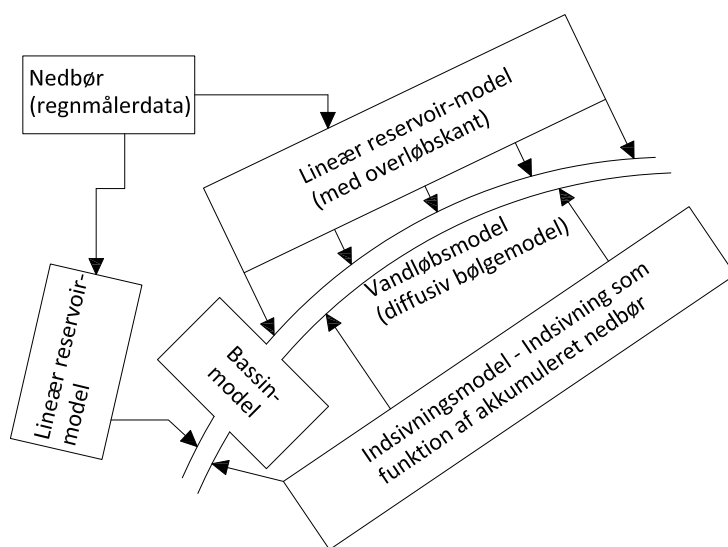 Nedbør
(regnmålerdata)
Lineær reservoir-model
(med overløbskant)
Vandløbsmodel
(diffusiv bølgemodel)
Lineær reservoir-
model
Bassin-
model
Indsivningsmodel - Indsivning som
funktion af akkumuleret nedbør